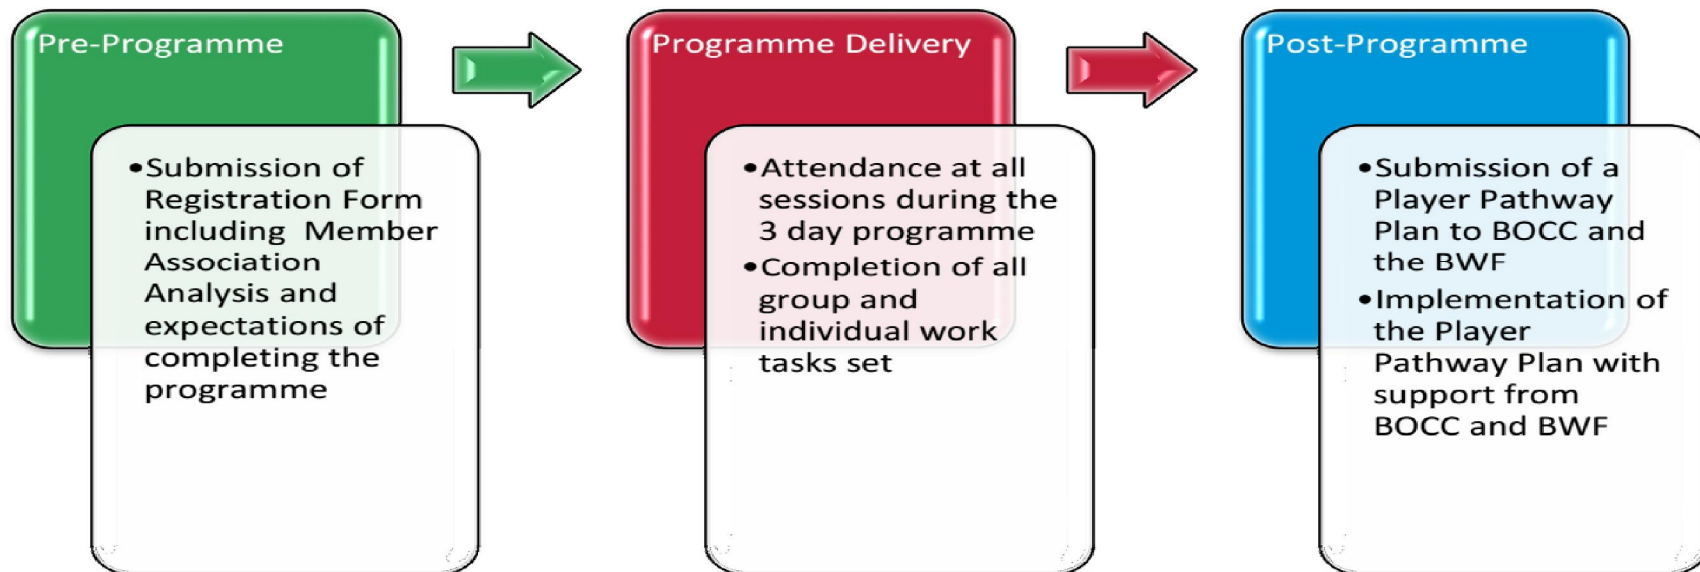 Pre-Programme
•Submission of
Registration Form
including  Member
Association
Analysis and
expectations of
completing the
programme
Programme Delivery
•Attendance at all
sessions during the
3 day programme
•Completion of all
group and
individual work
tasks set
Post-Programme
•Submission of a
Player Pathway
Plan to BOCC and
the BWF
•Implementation of
the Player
Pathway Plan with
support from
BOCC and BWF